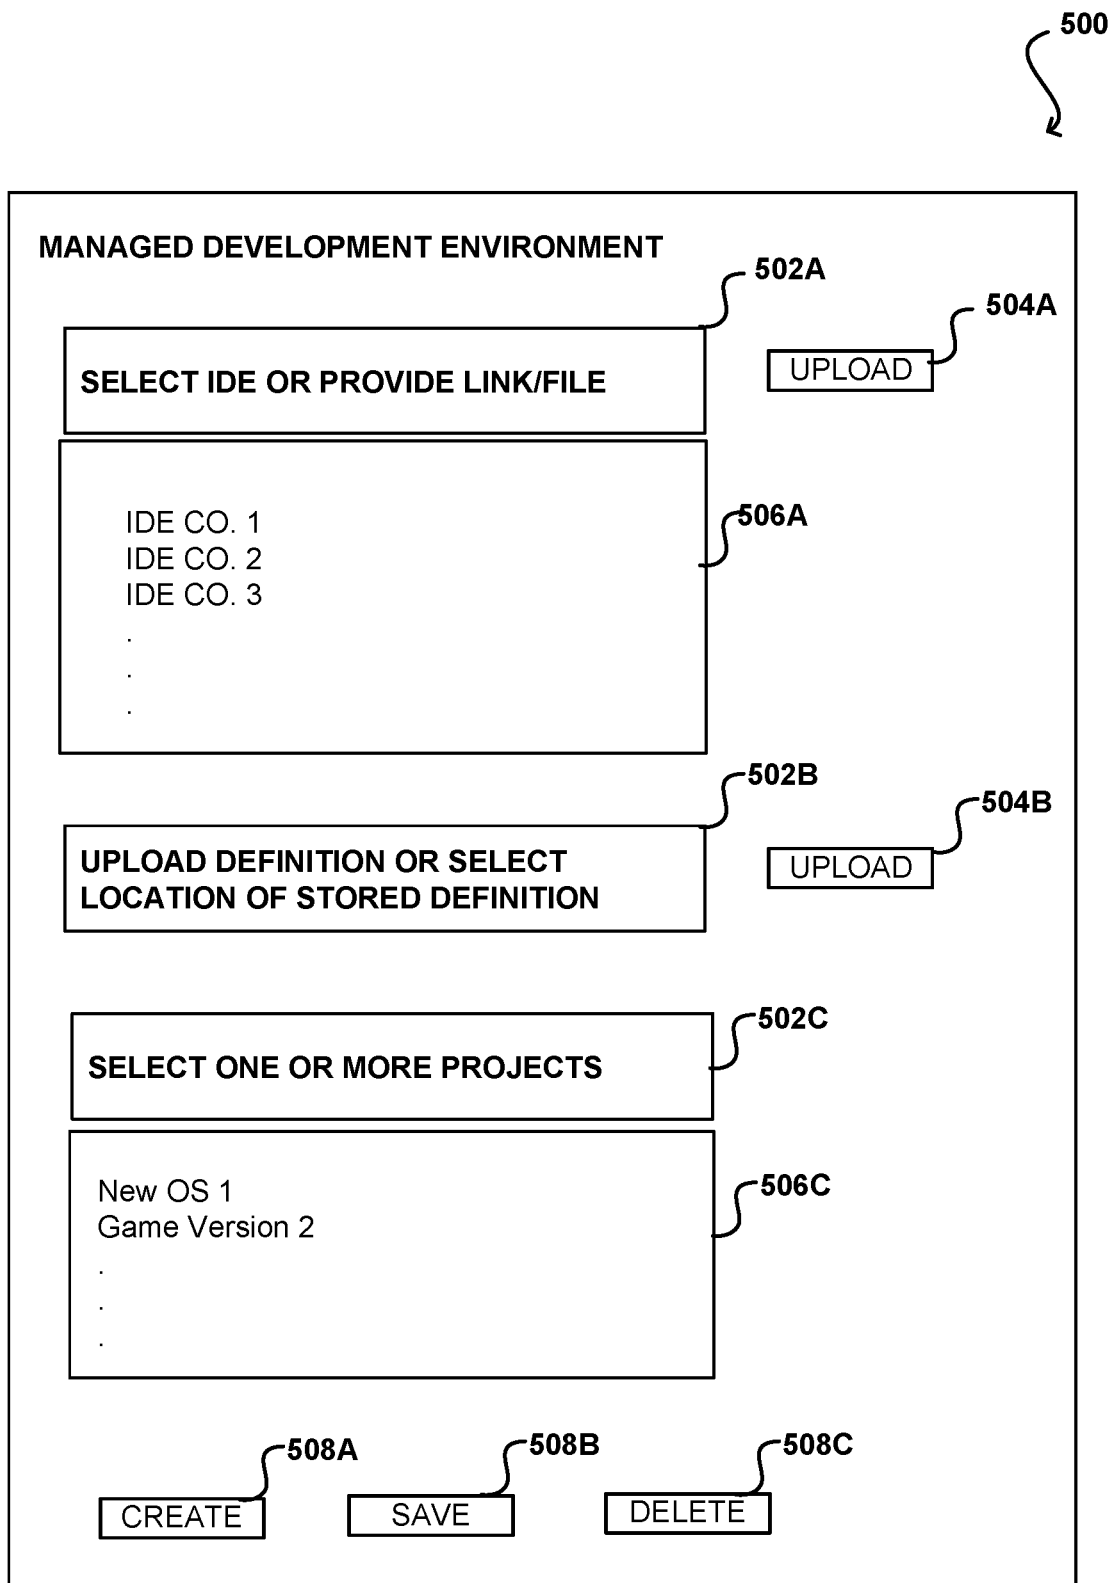 500
MANAGED DEVELOPMENT ENVIRONMENT
502A
504A
SELECT IDE OR PROVIDE LINK/FILE
UPLOAD
506A
IDE CO. 1
IDE CO. 2
IDE CO. 3
.
.
.
502B
504B
UPLOAD DEFINITION OR SELECT
LOCATION OF STORED DEFINITION
UPLOAD
502C
SELECT ONE OR MORE PROJECTS
506C
New OS 1
Game Version 2
.
.
.
508A
508B
508C
CREATE
SAVE
DELETE